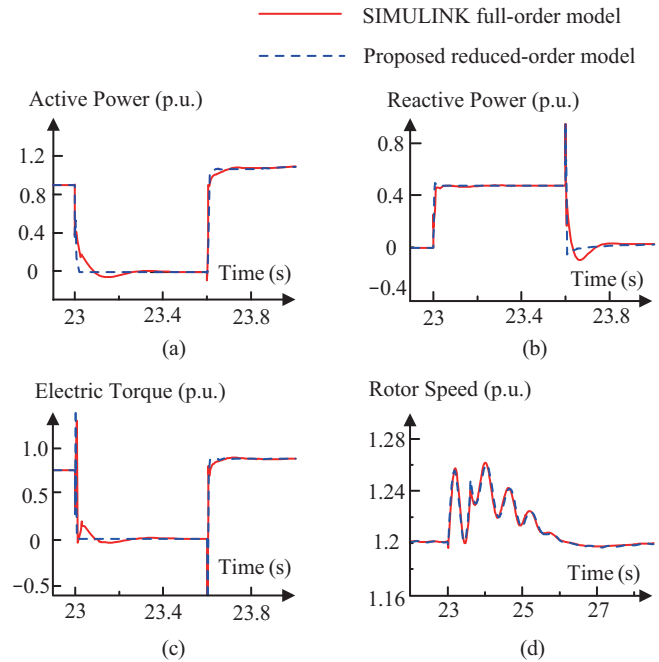 SIMULINK full-order model
Proposed reduced-order model
Active Power (p.u.)
1.2
0.8
0.4
0
Time (s)
23
23.4
23.8
(a)
Reactive Power (p.u.)
0.8
0.4
0
Time (s)
−0.4
23
23.4
23.8
(b)
Electric Torque (p.u.)
1.0
0.5
0
−0.5
Time (s)
23
23.4
23.8
(c)
Rotor Speed (p.u.)
1.28
1.24
1.2
Time (s)
1.16
23
25
27
(d)